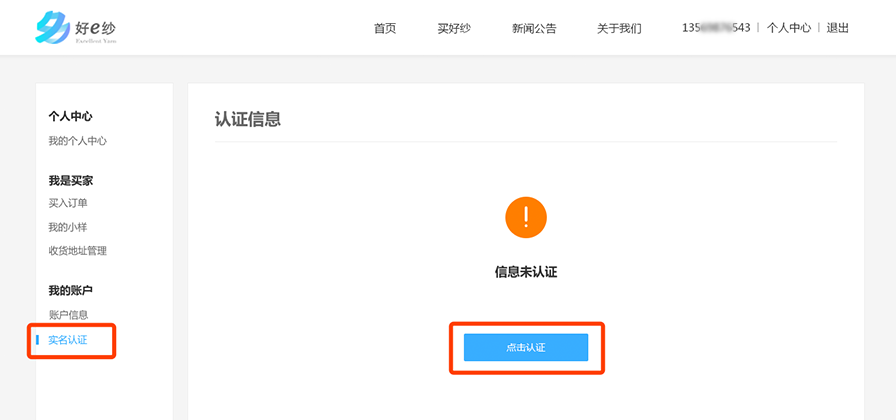 好e纱
Excellent Yarn
首页 买好纱 新闻公告 关于我们 135 543 个人中心 退出
个人中心
我的个人中心
我是买家
买入订单
我的小样
收货地址管理
我的账户
账户信息
实名认证
认证信息
信息未认证
点击认证